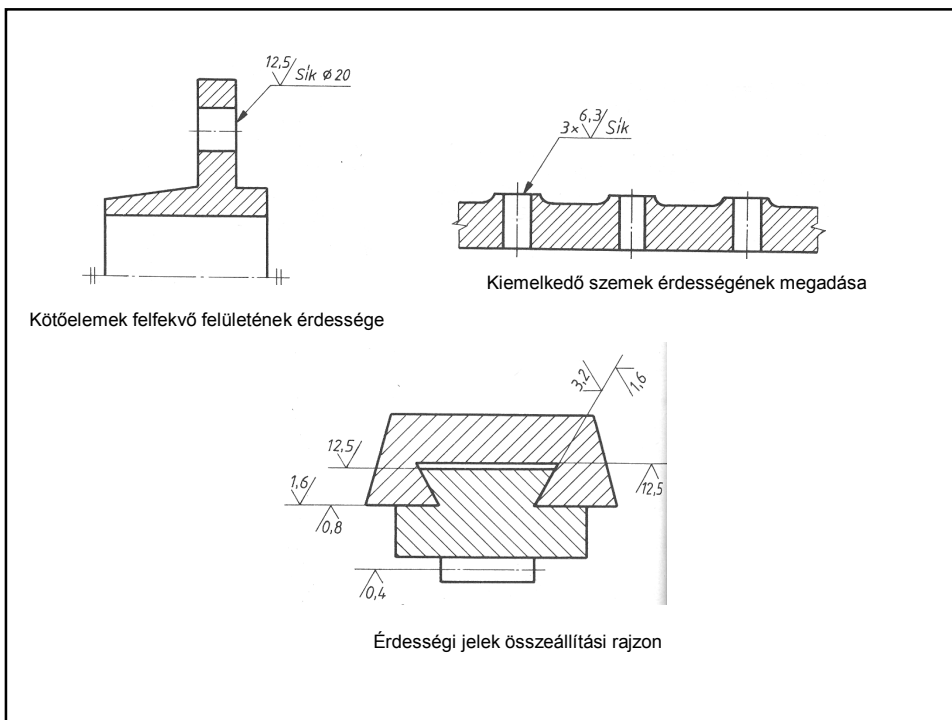 12,5/ Sík ø 20
6,3/
3x Sík
Kiemelkedő szemek érdességének megadása
Kötőelemek felfekvő felületének érdessége
3,2
1,6
12,5
12,5
1,6
0,8
0,4
Érdességi jelek összeállítási rajzon